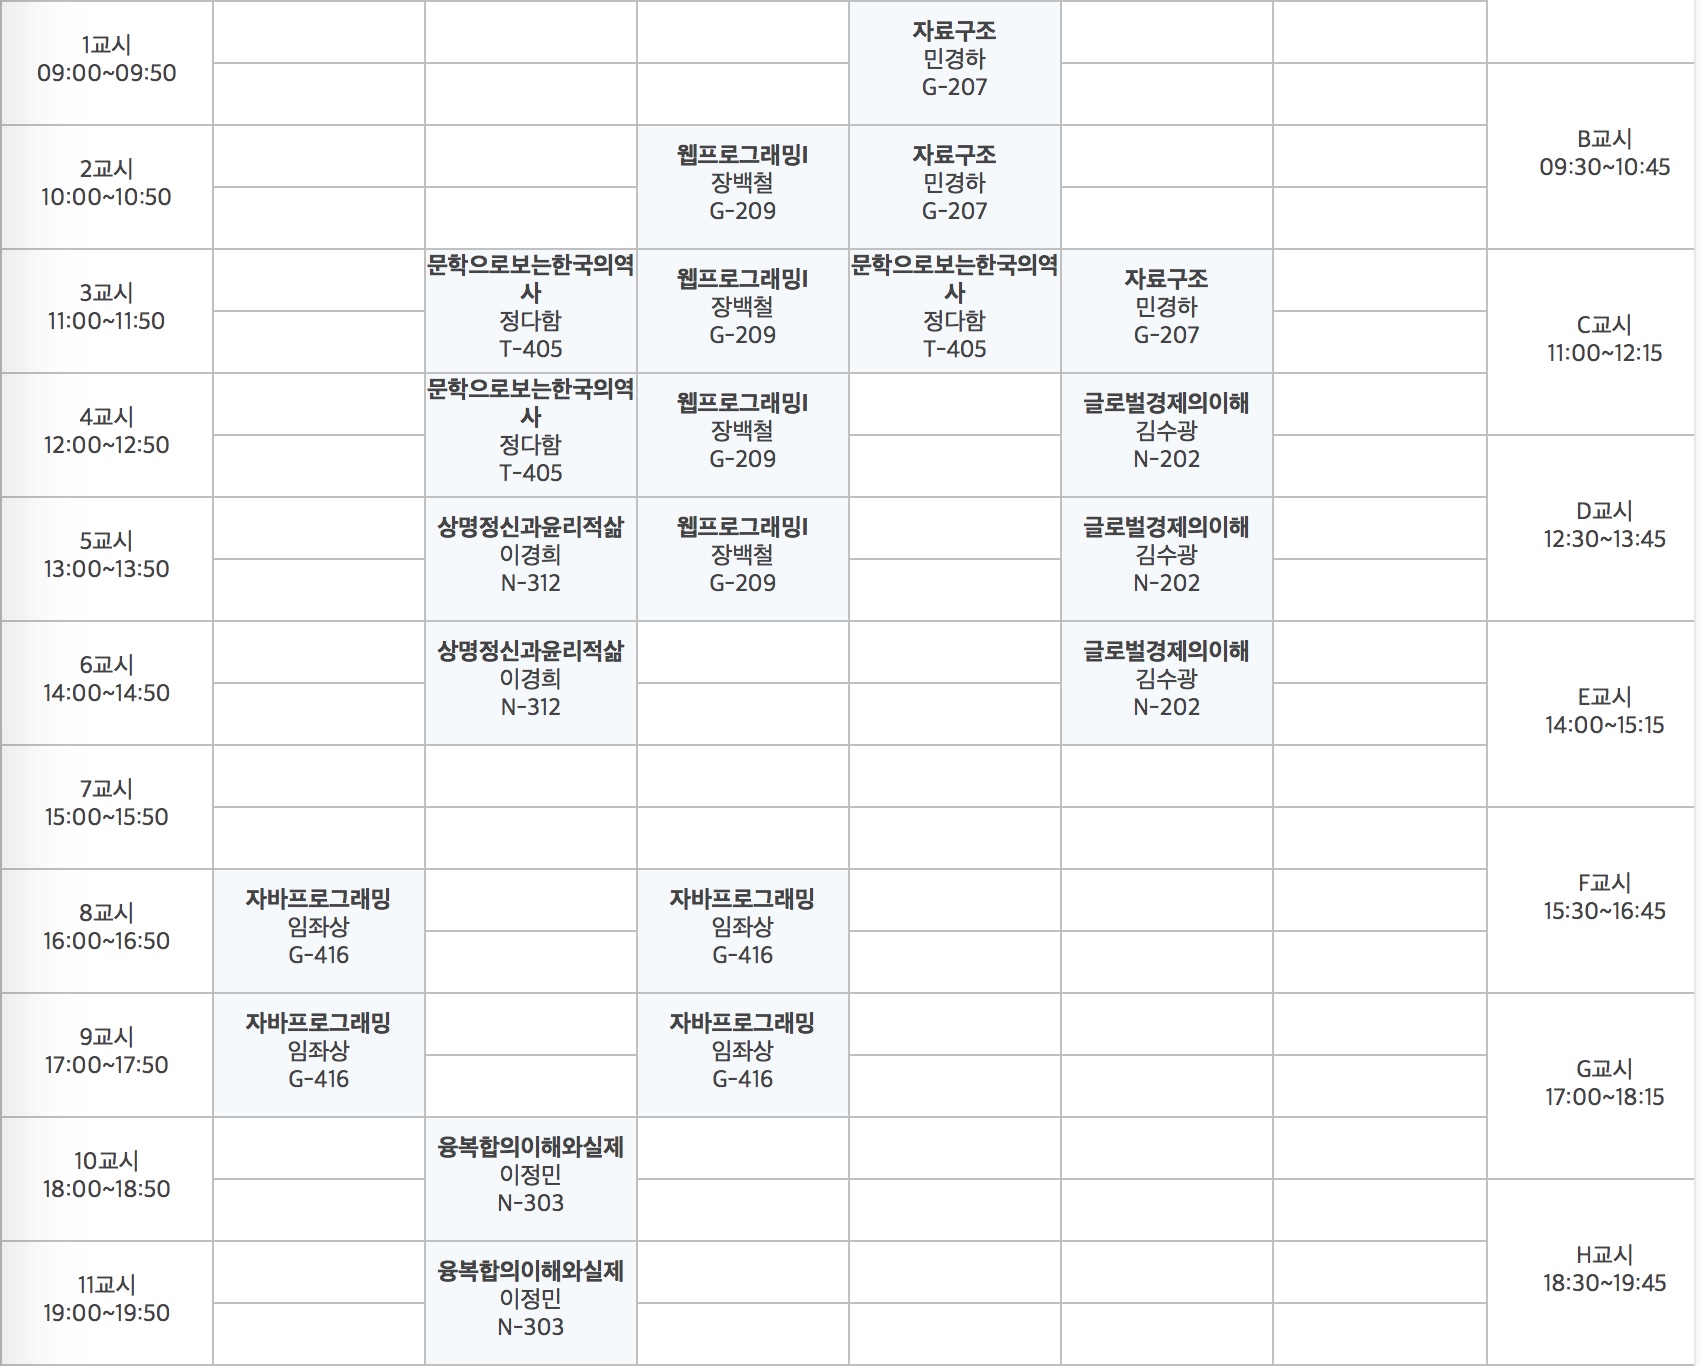 1교시
09:00~09:50
자료구조
민경하
G-207
B교시
09:30~10:45
2교시
10:00~10:50
웹프로그래밍I
장백철
G-209
자료구조
민경하
G-207
3교시
11:00~11:50
문학으로보는한국의역
사
정다함
T-405
웹프로그래밍I
장백철
G-209
문학으로보는한국의역
사
정다함
T-405
자료구조
민경하
G-207
C교시
11:00~12:15
4교시
12:00~12:50
문학으로보는한국의역
사
정다함
T-405
웹프로그래밍I
장백철
G-209
글로벌경제의이해
김수광
N-202
D교시
12:30~13:45
5교시
13:00~13:50
상명정신과윤리적삶
이경희
N-312
웹프로그래밍I
장백철
G-209
글로벌경제의이해
김수광
N-202
6교시
14:00~14:50
상명정신과윤리적삶
이경희
N-312
글로벌경제의이해
김수광
N-202
E교시
14:00~15:15
7교시
15:00~15:50
F교시
15:30~16:45
8교시
16:00~16:50
자바프로그래밍
임좌상
G-416
자바프로그래밍
임좌상
G-416
9교시
17:00~17:50
자바프로그래밍
임좌상
G-416
자바프로그래밍
임좌상
G-416
G교시
17:00~18:15
10교시
18:00~18:50
융복합의이해와실제
이정민
N-303
H교시
18:30~19:45
11교시
19:00~19:50
융복합의이해와실제
이정민
N-303